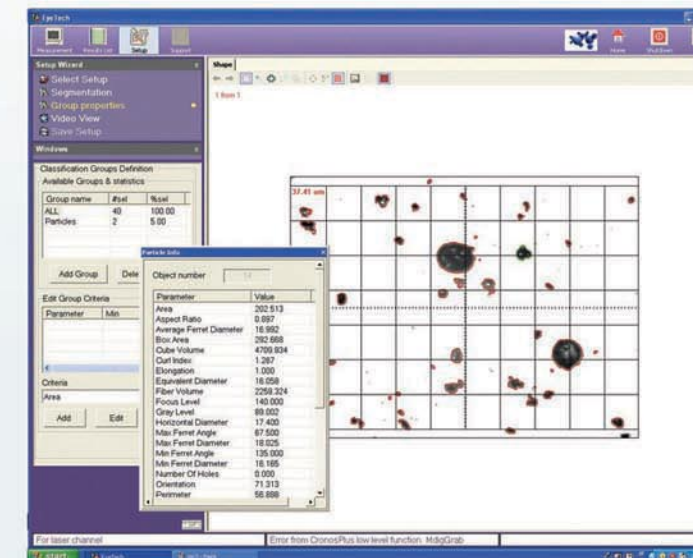 EyeTech
Measurement Results List Setup Support Home Shutdown
Setup Wizard
Select Setup
Segmentation
Group properties
Video View
Save Setup
Windows
Classification Groups Definition
Available Groups & statistics
Group name #sel %sel
ALL 40 100.00
Particles 2 5.00
Add Group Dele
Edit Group Criteria
Parameter Min
Criteria
Area
Add Edit
Shape
1 from 1
37.41 um
Particle Info
Object number 14
Parameter Value
Area 202.513
Aspect Ratio 0.897
Average Ferret Diameter 16.992
Box Area 292.668
Cube Volume 4709.934
Curl Index 1.287
Elongation 1.000
Equivalent Diameter 16.058
Fiber Volume 2258.324
Focus Level 140.000
Gray Level 89.002
Horizontal Diameter 17.400
Max Ferret Angle 67.500
Max Ferret Diameter 18.025
Min Ferret Angle 135.000
Min Ferret Diameter 16.165
Number Of Holes 0.000
Orientation 71.313
Perimeter 56.898
For laser channel
Error from CronosPlus low level function MdigGrab
start EyeTech